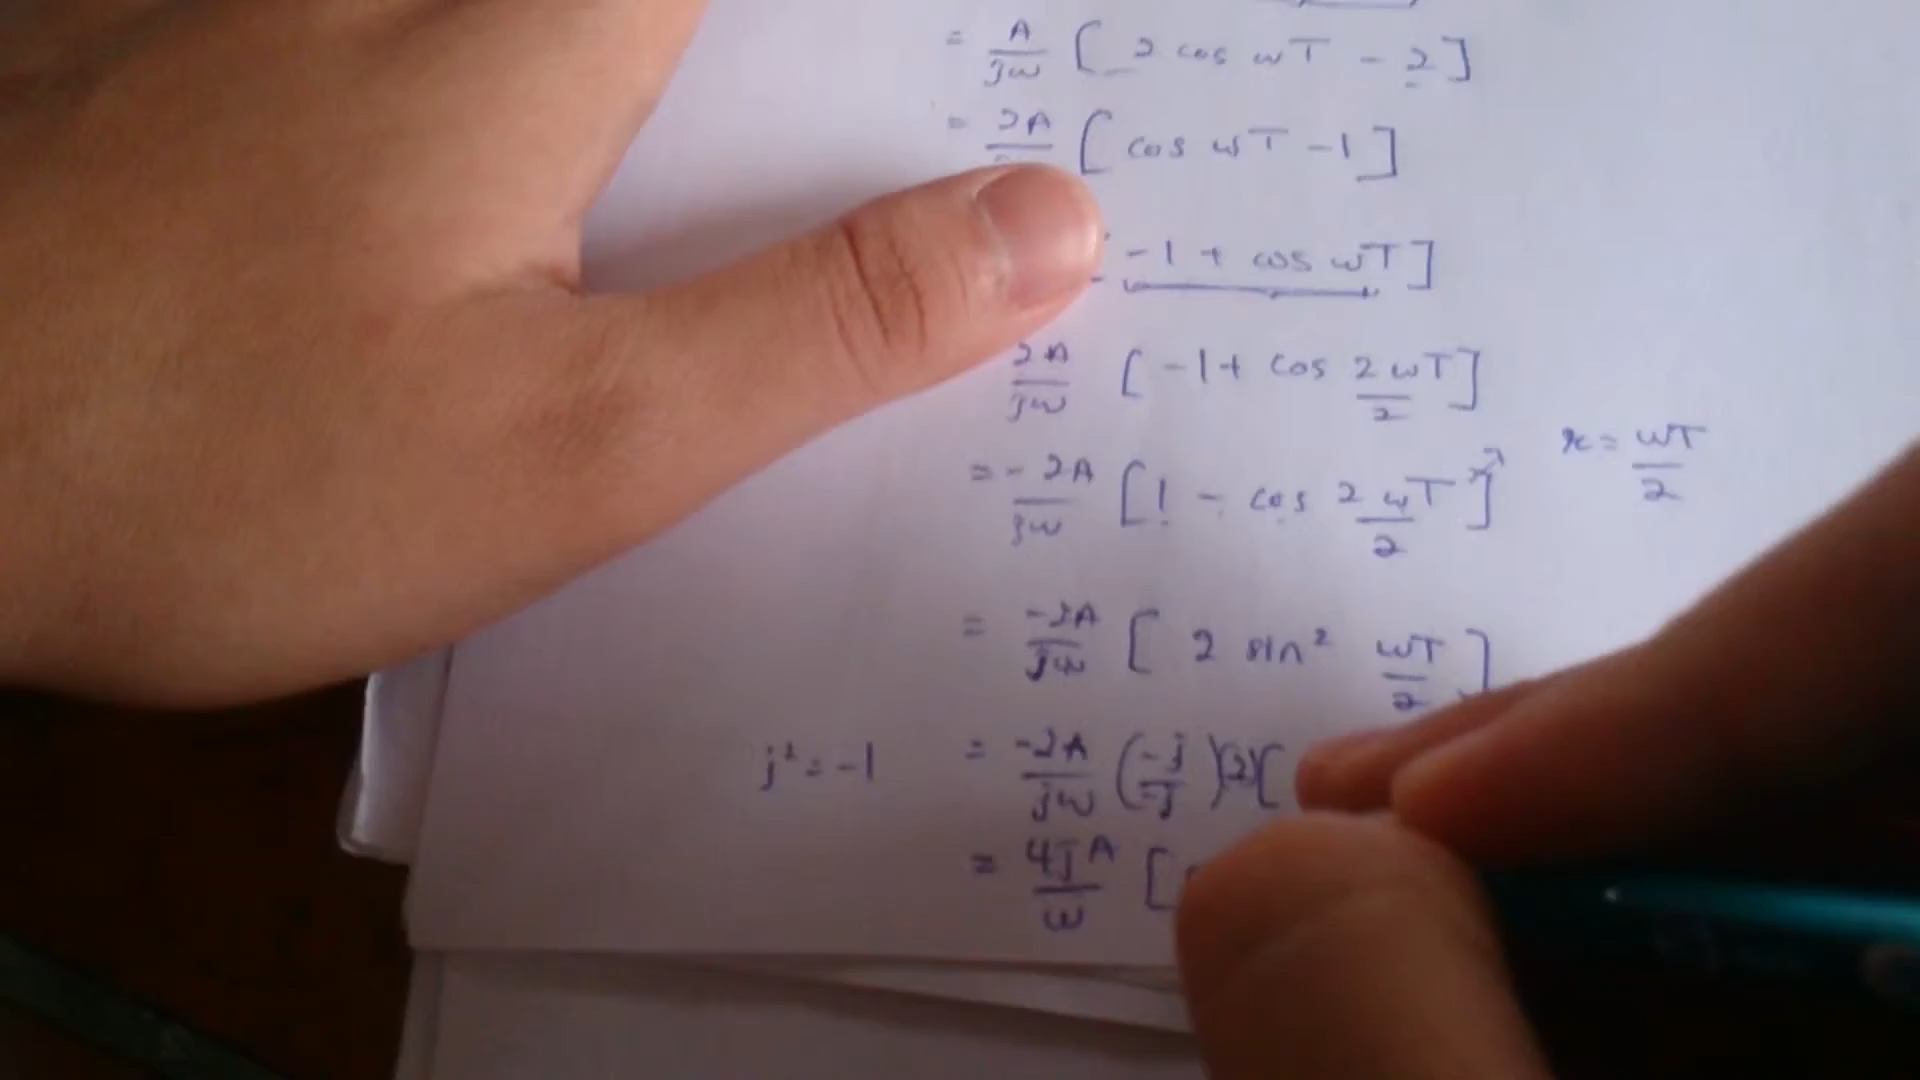 = A/jω [ 2 cos ωT - 2 ]
= 2A [ cos ωT - 1 ]
-1 + cos ωT ]
2A/jω [ -1 + cos 2ωT/2 ]
= -2A/jω [ 1 - cos 2ωT/2 ]
x = ωT/2
= -2A/jω [ 2 sin² ωT/2 ]
j² = -1
= -2A/jω (-j/-j)(2)[
= 4jA/ω [